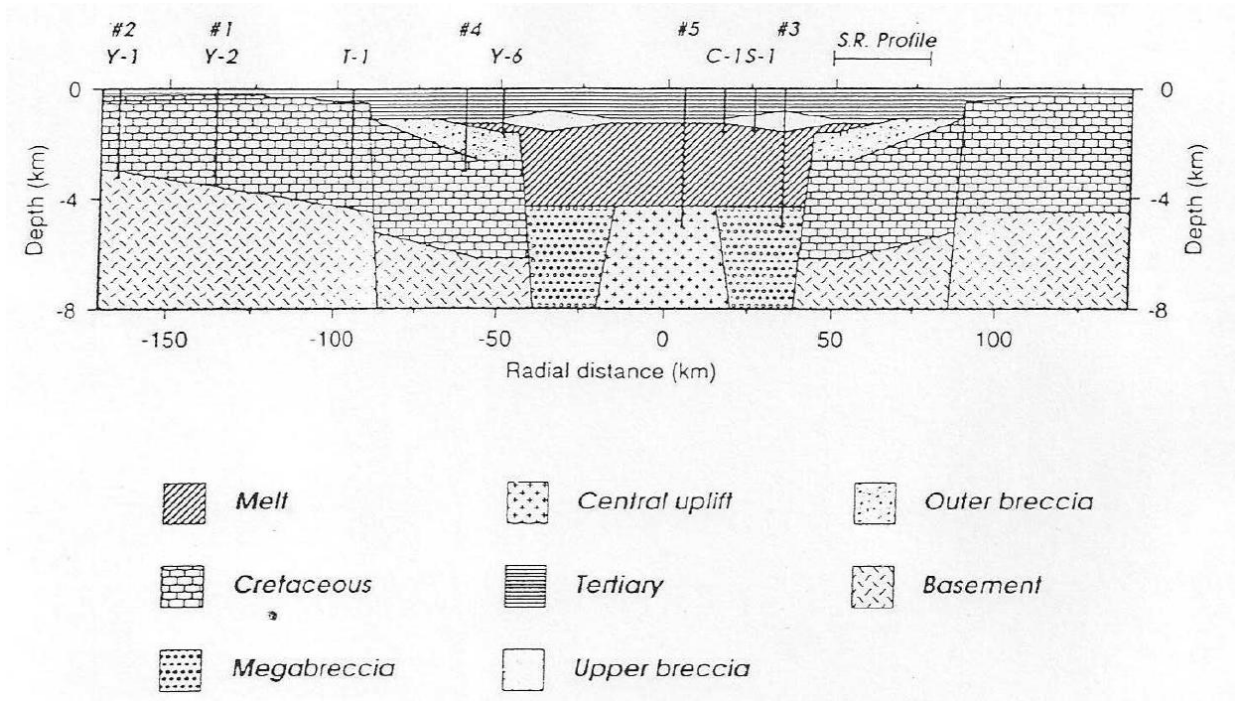 #2 #1 #4 #5 #3 S.R. Profile
Y-1 Y-2 T-1 Y-6 C-1 S-1
0 0
-4 -4
-8 -8
Depth (km) Depth (km)
-150 -100 -50 0 50 100
Radial distance (km)
Melt Central uplift Outer breccia
Cretaceous Tertiary Basement
Megabreccia Upper breccia